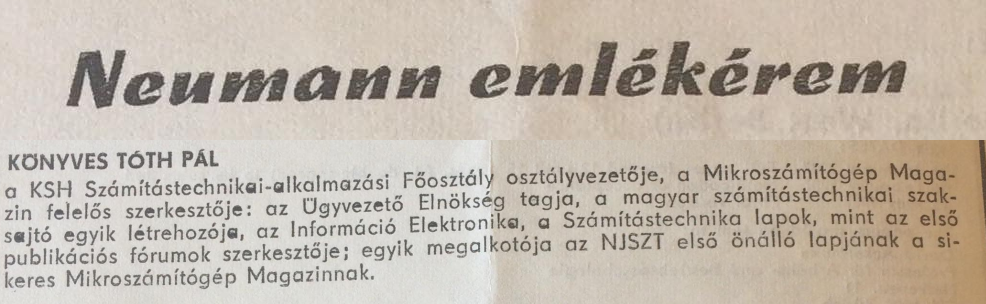 Neumann emlékérem
KÖNYVES TÓTH PÁL
a KSH Számítástechnikai-alkalmazási Főosztály osztályvezetője, a Mikroszámítógép Maga-
zin felelős szerkesztője: az Ügyvezető Elnökség tagja, a magyar számítástechnikai szak-
sajtó egyik létrehozója, az Információ Elektronika, a Számítástechnika lapok, mint az első
publikációs fórumok szerkesztője; egyik megalkotója az NJSZT első önálló lapjának a si-
keres Mikroszámítógép Magazinnak.